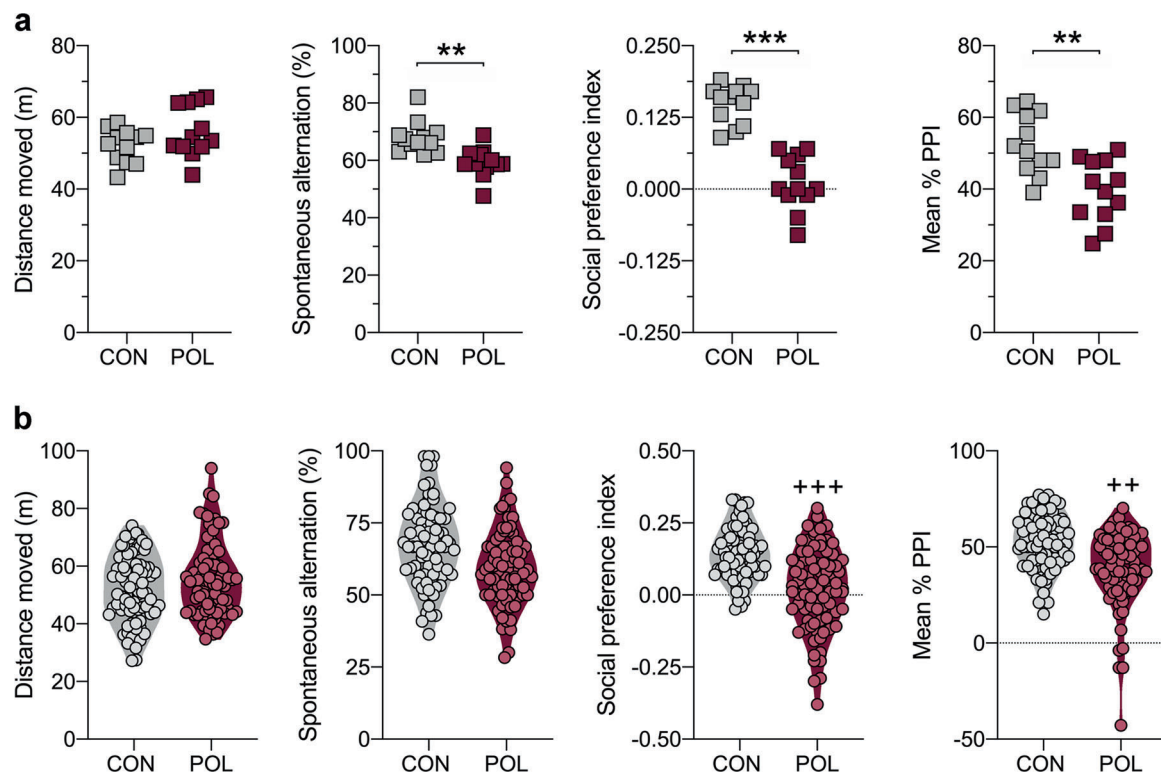 a
Distance moved (m)
80
60
40
20
0
CON POL
Spontaneous alternation (%)
100
80
60
40
20
0
**
CON POL
Social preference index
0.250
0.125
0.000
-0.125
-0.250
***
CON POL
Mean % PPI
80
60
40
20
0
**
CON POL
b
Distance moved (m)
100
80
60
40
20
0
CON POL
Spontaneous alternation (%)
100
75
50
25
0
CON POL
Social preference index
0.50
0.25
0.00
-0.25
-0.50
+++
CON POL
Mean % PPI
100
50
0
-50
++
CON POL